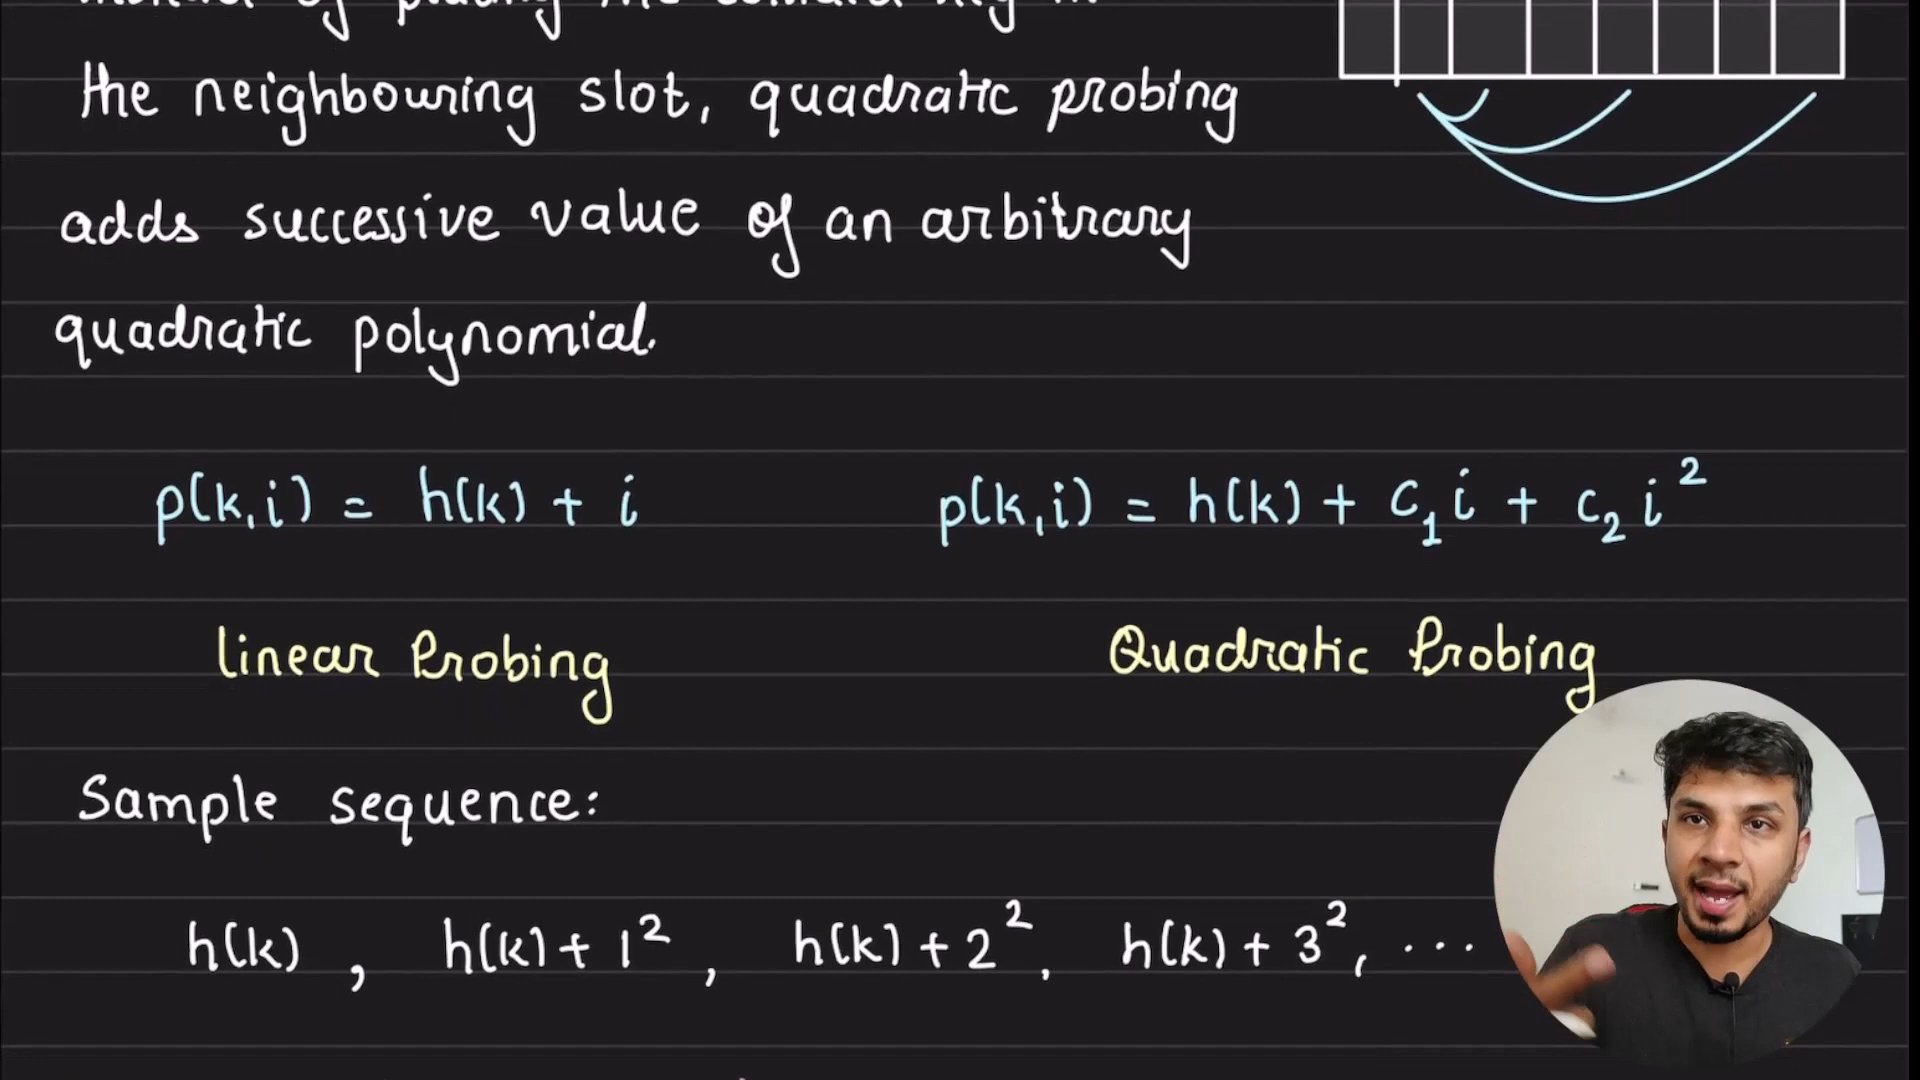 the neighbouring slot, quadratic probing
adds successive value of an arbitrary
quadratic polynomial.
p(k,i) = h(k) + i
p(k,i) = h(k) + c₁i + c₂i²
Linear Probing
Quadratic Probing
Sample sequence:
h(k), h(k)+1², h(k)+2², h(k)+3², ...